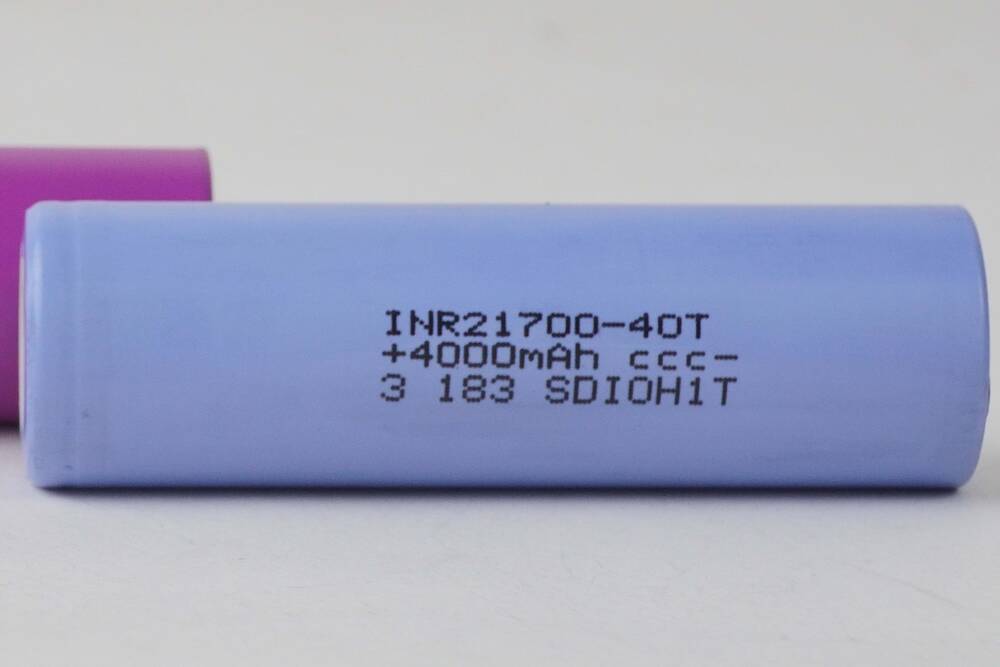 INR21700-40T
+4000mAh ccc-
3 183 SDIOH1T